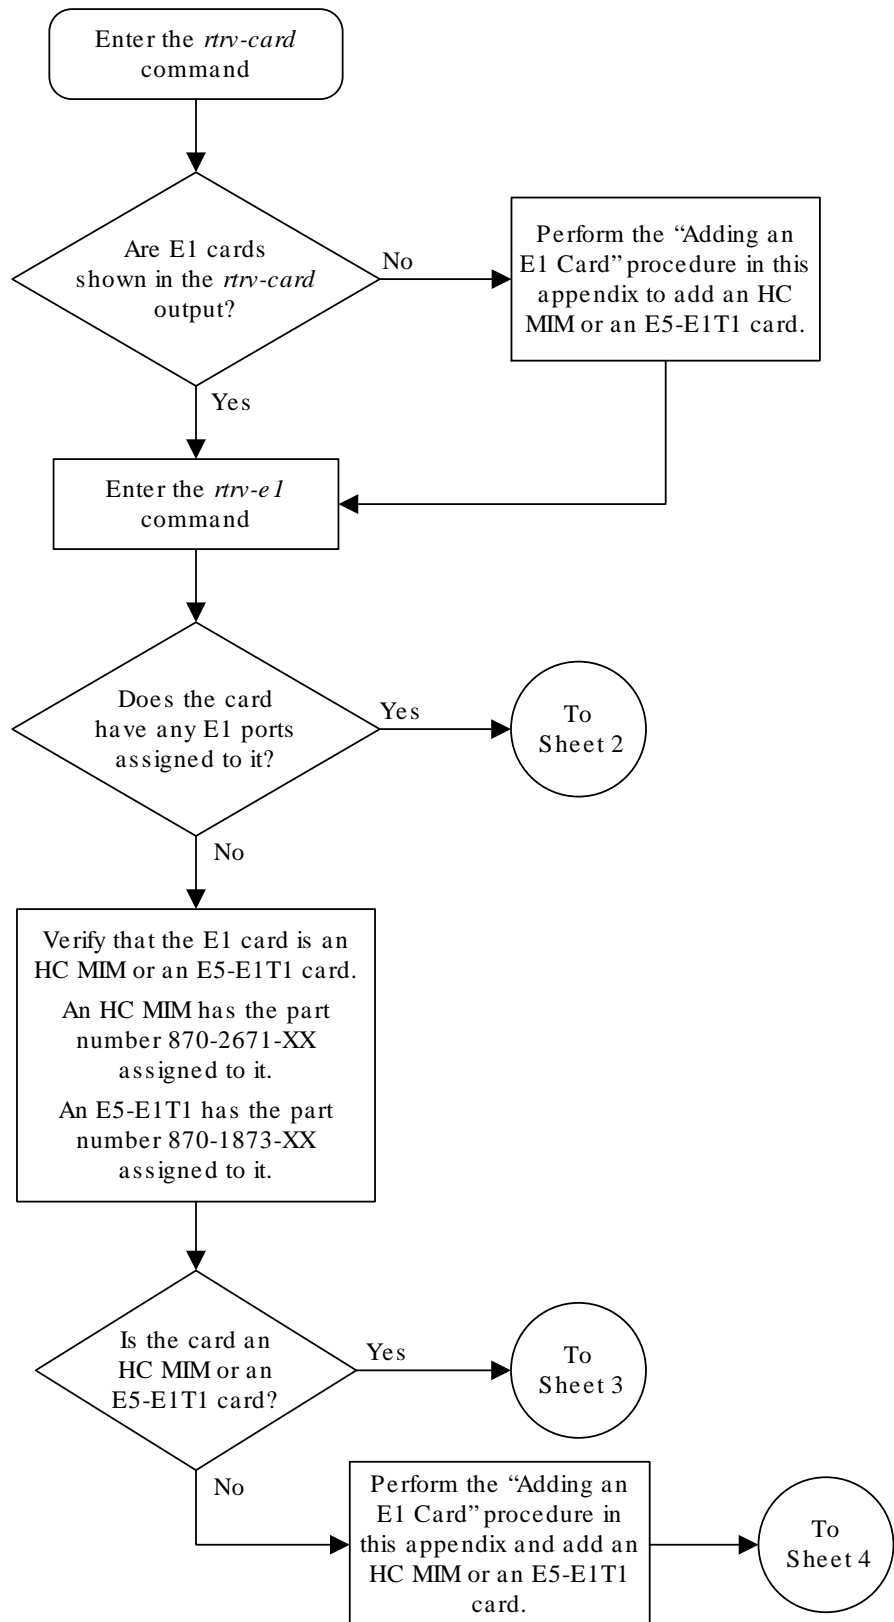 Enter the rtrv-card
command
Are E1 cards
shown in the rtrv-card
output?
No
Perform the “Adding an
E1 Card” procedure in this
appendix to add an HC
MIM or an E5-E1T1 card.
Yes
Enter the rtrv-e1
command
Does the card
have any E1 ports
assigned to it?
Yes
To
Sheet 2
No
Verify that the E1 card is an
HC MIM or an E5-E1T1 card.
An HC MIM has the part
number 870-2671-XX
assigned to it.
An E5-E1T1 has the part
number 870-1873-XX
assigned to it.
Is the card an
HC MIM or an
E5-E1T1 card?
Yes
To
Sheet 3
No
Perform the “Adding an
E1 Card” procedure in
this appendix and add an
HC MIM or an E5-E1T1
card.
To
Sheet 4